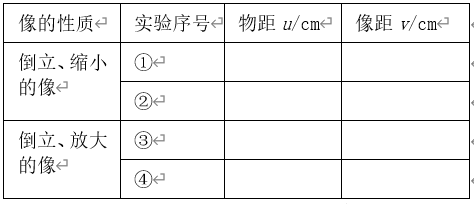 像的性质 实验序号 物距 u/cm 像距 v/cm
倒立、缩小
的像
①
②
倒立、放大
的像
③
④